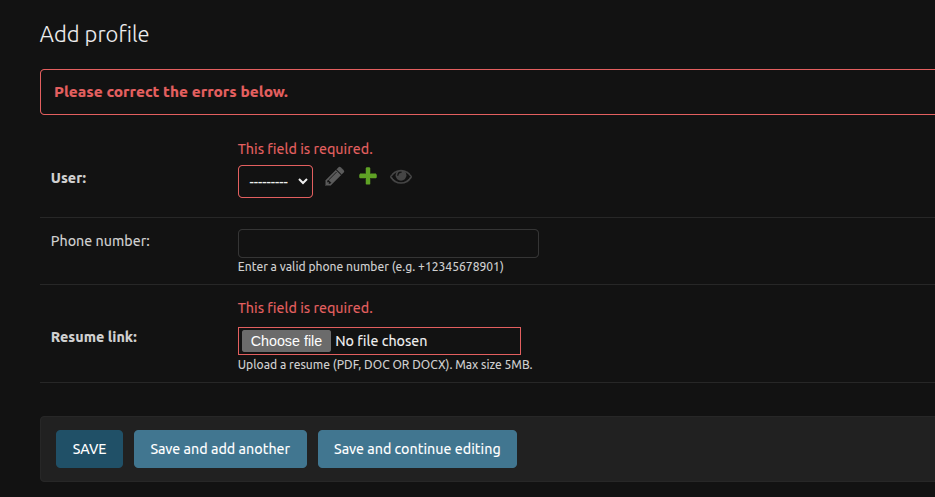 Add profile
Please correct the errors below.
This field is required.
User: ---------
Phone number:
Enter a valid phone number (e.g. +12345678901)
This field is required.
Resume link: Choose file No file chosen
Upload a resume (PDF, DOC OR DOCX). Max size 5MB.
SAVE Save and add another Save and continue editing